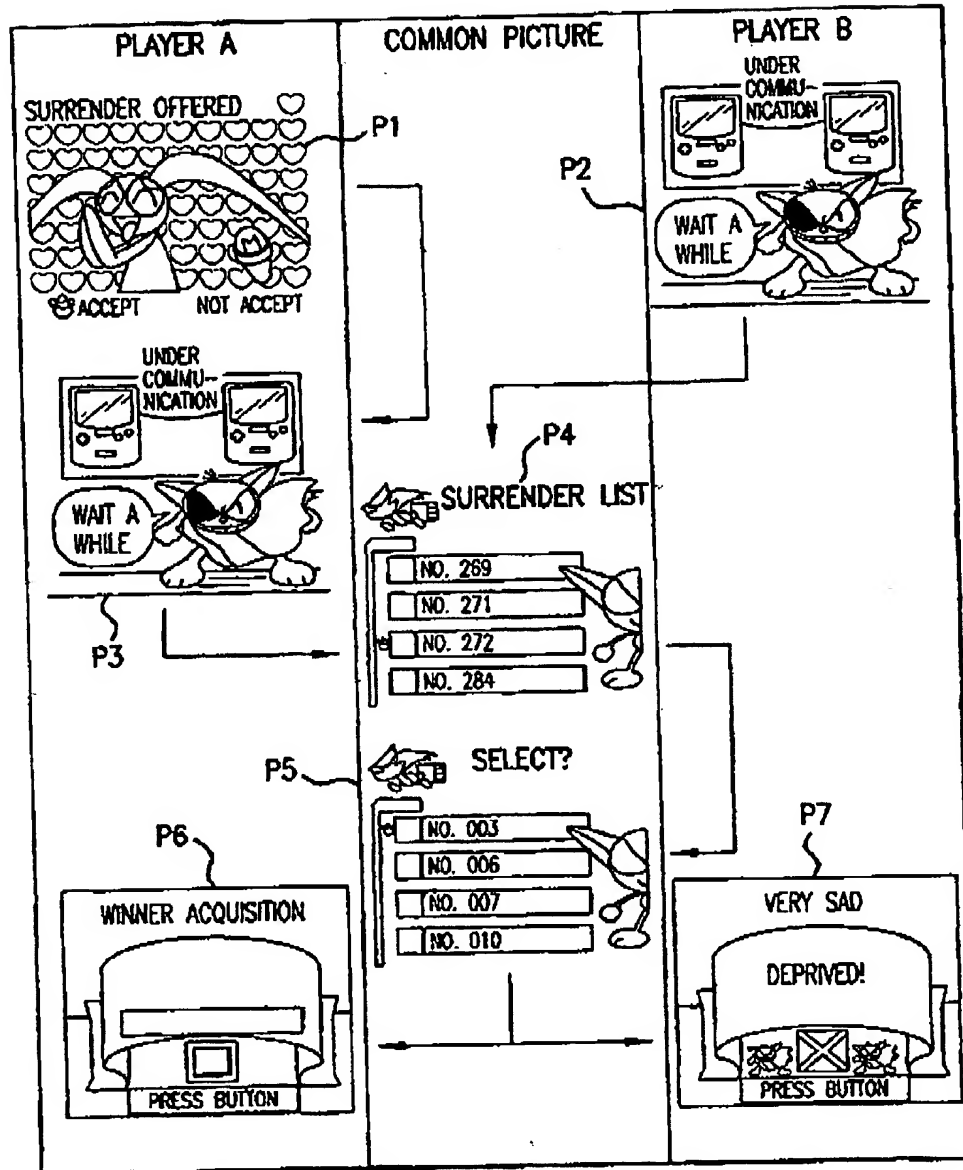 PLAYER A
SURRENDER OFFERED
P1
ACCEPT
NOT ACCEPT
UNDER
COMMU-
NICATION
WAIT A
WHILE
P3
P6
WINNER ACQUISITION
PRESS BUTTON
COMMON PICTURE
P2
P4
SURRENDER LIST
NO. 269
NO. 271
NO. 272
NO. 284
P5
SELECT?
NO. 003
NO. 006
NO. 007
NO. 010
PLAYER B
UNDER
COMMU-
NICATION
WAIT A
WHILE
P7
VERY SAD
DEPRIVED!
PRESS BUTTON